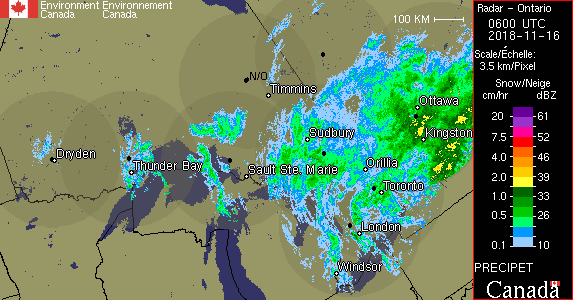 Environment Environnement
Canada Canada
100 KM
N/O
Timmins
Ottawa
Sudbury
Kingston
Dryden
Thunder Bay
Sault Ste. Marie
Orillia
Toronto
London
Windsor
Radar - Ontario
0600 UTC
2018-11-16
Scale/Échelle:
3.5 km/Pixel
Snow/Neige
cm/hr dBZ
20 61
7.5 52
4.0 46
2.0 39
1.0 33
0.5 26
0.1 10
PRECIPET
Canada